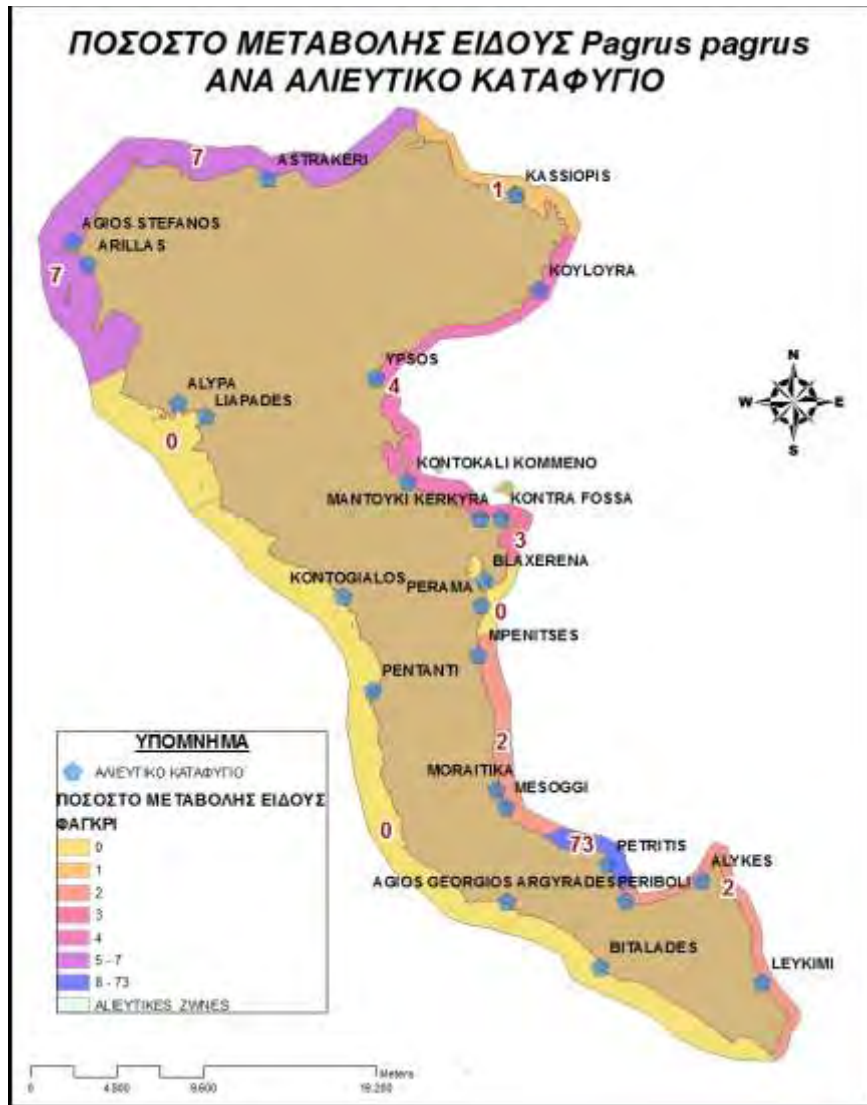 ΠΟΣΟΣΤΟ ΜΕΤΑΒΟΛΗΣ ΕΙΔΟΥΣ Pagrus pagrus
ΑΝΑ ΑΛΙΕΥΤΙΚΟ ΚΑΤΑΦΥΓΙΟ
7
ASTRAKERI
KASSIOPIS
1
AGIOS STEFANOS
ARILLAS
7
KOYLOYRA
YPSOS
4
ALYPA
LIAPADES
0
N
W
E
S
KONTOKALI KOMMENO
MANTOYKI KERKYRA
KONTRA FOSSA
3
BLAXERENA
KONTOGIALOS
PERAMA
0
MPENITSES
PENTANTI
2
MORAITIKA
MESOGGI
0
73
PETRITIS
ALYKES
AGIOS GEORGIOS ARGYRADES
PERIBOLI
2
BITALADES
LEYKIMI
ΥΠΟΜΝΗΜΑ
ΑΛΙΕΥΤΙΚΟ ΚΑΤΑΦΥΓΙΟ
ΠΟΣΟΣΤΟ ΜΕΤΑΒΟΛΗΣ ΕΙΔΟΥΣ
ΦΑΓΚΡΙ
0
1
2
3
4
5 - 7
8 - 73
ALIEYTIKES_ZWNES
Meters
0
4.800
9.600
19.200